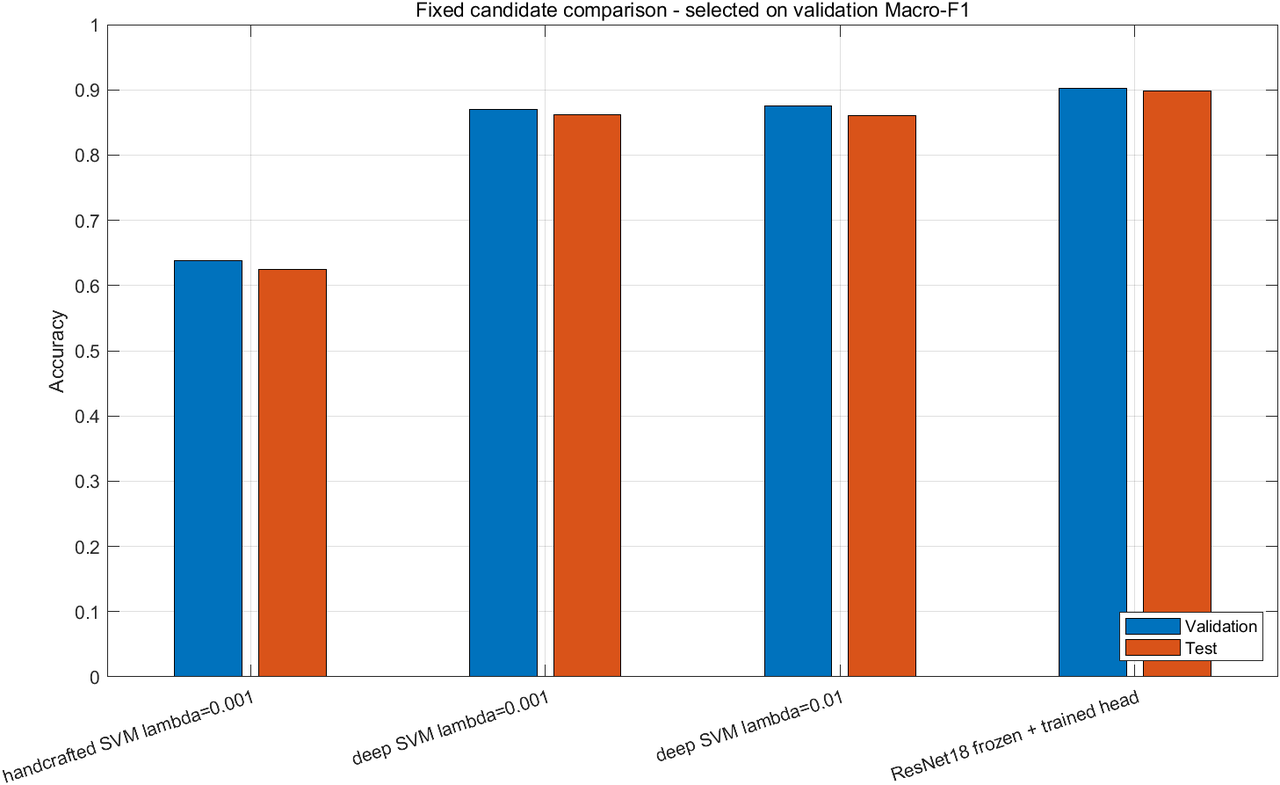 Fixed candidate comparison - selected on validation Macro-F1
1
0.9
0.8
0.7
0.6
0.5
0.4
0.3
0.2
0.1
0
Accuracy
Validation
Test
handcrafted SVM lambda=0.001
deep SVM lambda=0.001
deep SVM lambda=0.01
ResNet18 frozen + trained head